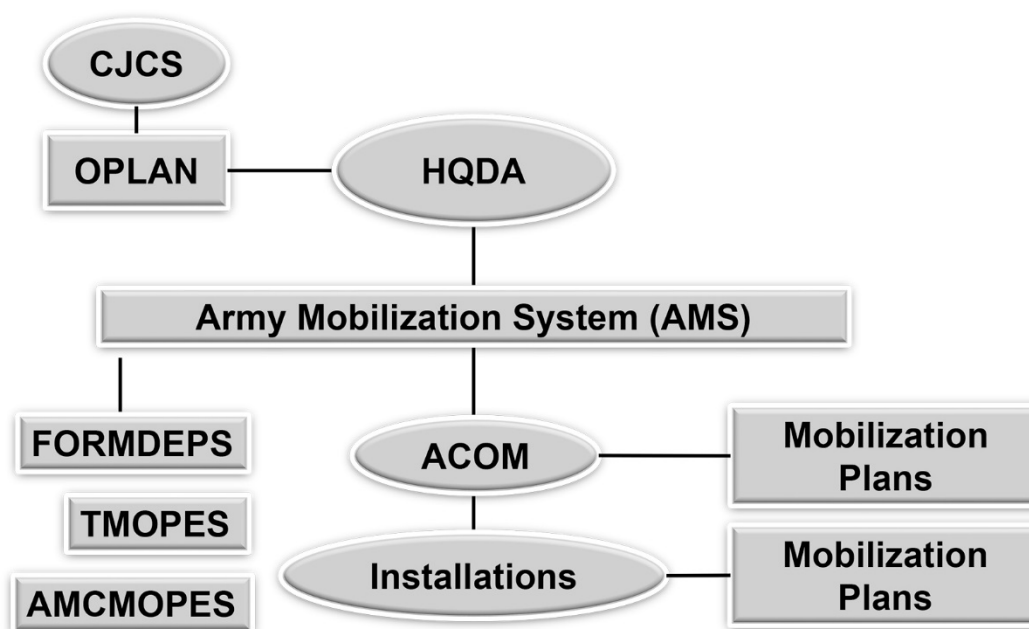 CJCS
OPLAN
HQDA
Army Mobilization System (AMS)
FORMDEPS
ACOM
Mobilization
Plans
TMOPES
Installations
Mobilization
Plans
AMCMOPES